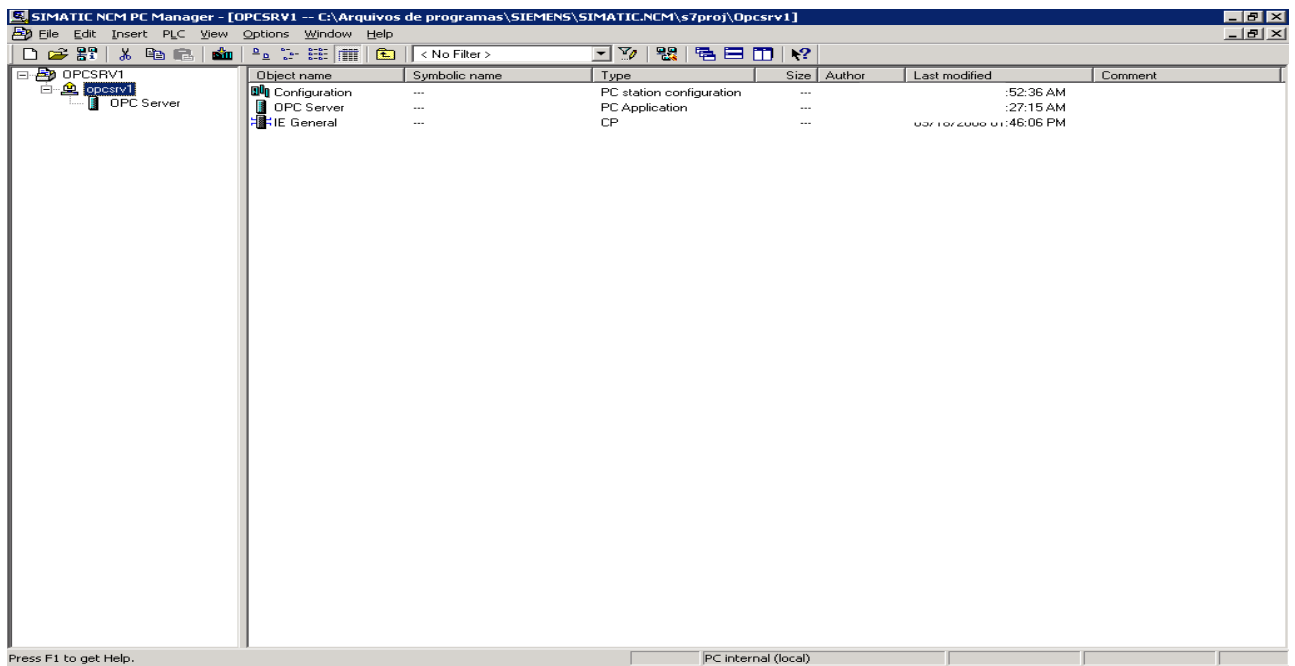 SIMATIC NCM PC Manager - [OPCSRV1 -- C:\Arquivos de programas\SIEMENS\SIMATIC.NCM\s7proj\Opcsrv1]
File Edit Insert PLC View Options Window Help
< No Filter >
OPCSRV1
opcsrv1
OPC Server
Object name Symbolic name Type Size Author Last modified Comment
Configuration --- PC station configuration --- :52:36 AM
OPC Server --- PC Application --- :27:15 AM
IE General --- CP --- :46:06 PM
Press F1 to get Help. PC internal (local)